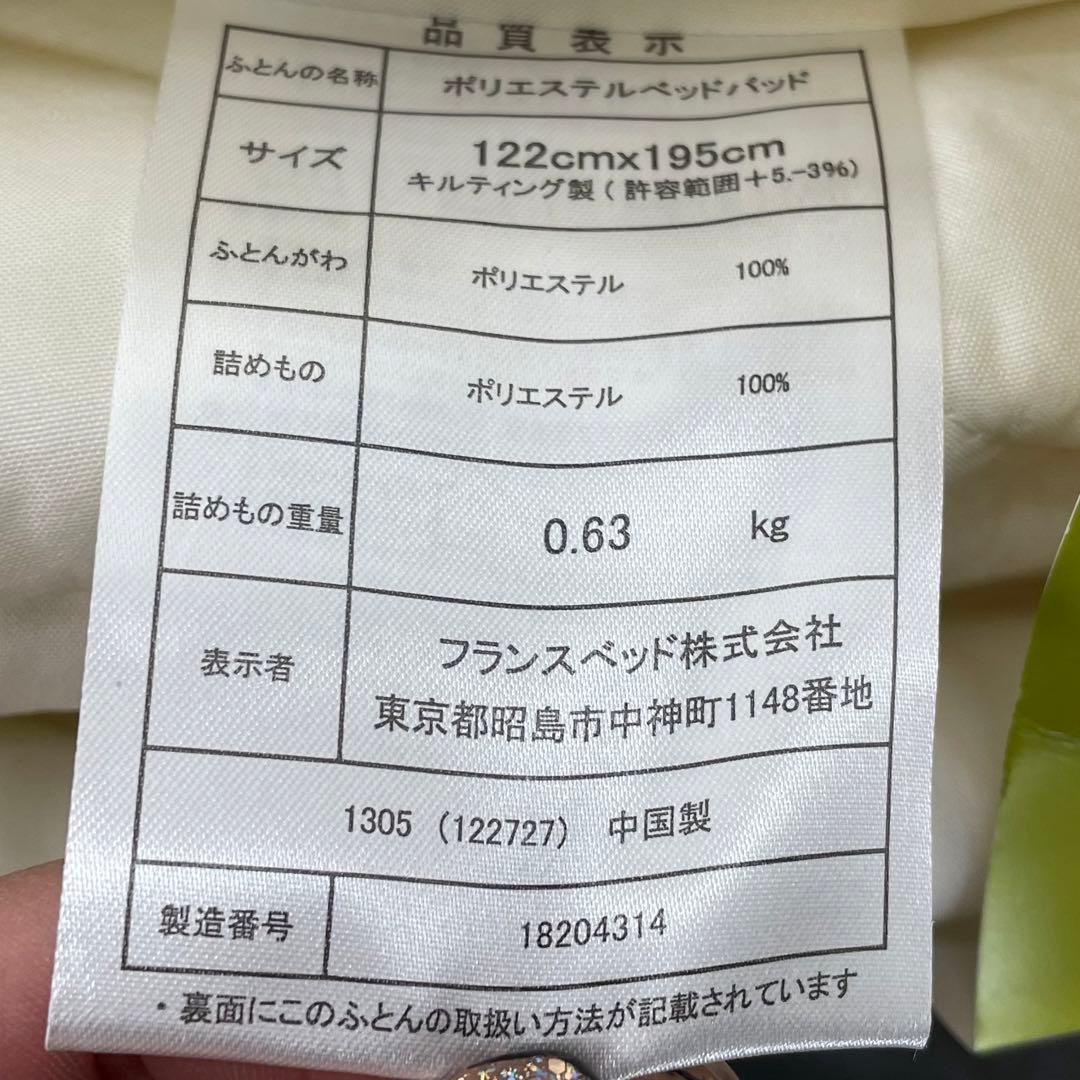 品質表示
ふとんの名称 ポリエステルベッドパッド
サイズ 122cmx195cm
キルティング製（許容範囲＋5.-3%）
ふとんがわ ポリエステル 100%
詰めもの ポリエステル 100%
詰めもの重量 0.63 kg
表示者 フランスベッド株式会社
東京都昭島市中神町1148番地
1305 （122727） 中国製
製造番号 18204314
・裏面にこのふとんの取扱い方法が記載されています